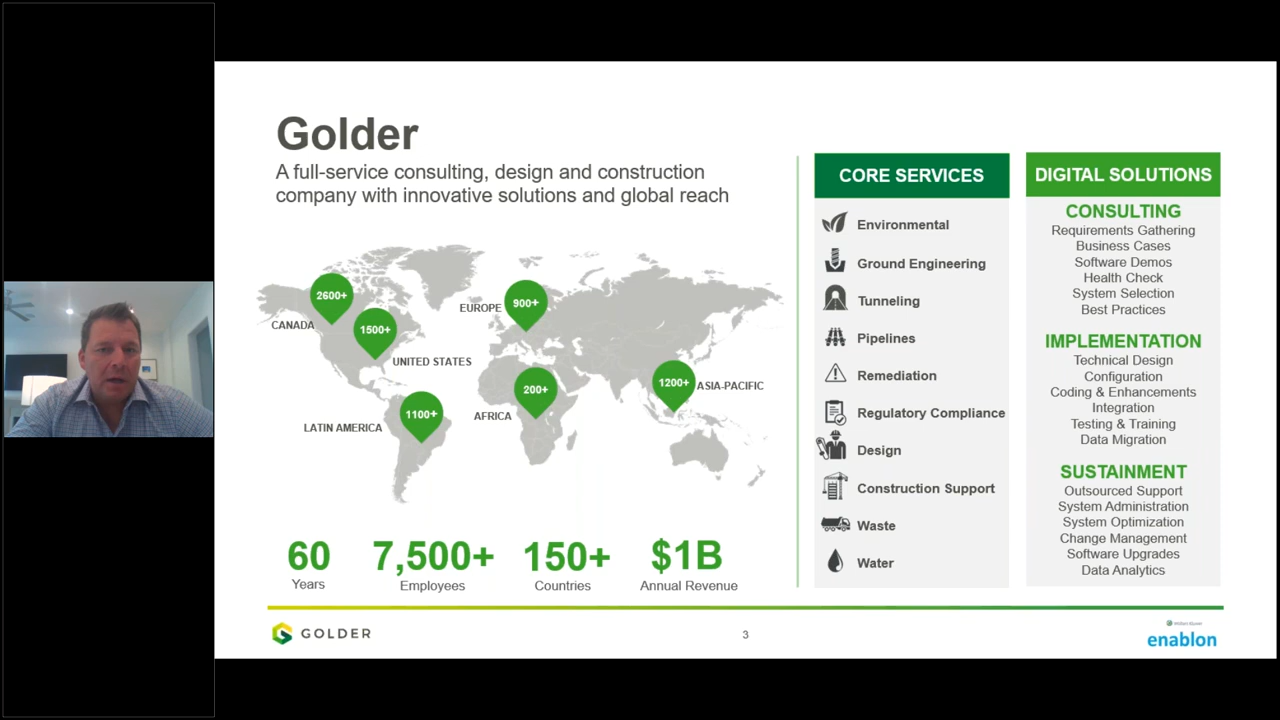 Golder
A full-service consulting, design and construction
company with innovative solutions and global reach
2600+
CANADA
1500+
UNITED STATES
EUROPE
900+
1200+
ASIA-PACIFIC
200+
AFRICA
1100+
LATIN AMERICA
60
Years
7,500+
Employees
150+
Countries
$1B
Annual Revenue
CORE SERVICES
Environmental
Ground Engineering
Tunneling
Pipelines
Remediation
Regulatory Compliance
Design
Construction Support
Waste
Water
DIGITAL SOLUTIONS
CONSULTING
Requirements Gathering
Business Cases
Software Demos
Health Check
System Selection
Best Practices
IMPLEMENTATION
Technical Design
Configuration
Coding & Enhancements
Integration
Testing & Training
Data Migration
SUSTAINMENT
Outsourced Support
System Administration
System Optimization
Change Management
Software Upgrades
Data Analytics
GOLDER
3
Wolters Kluwer
enablon